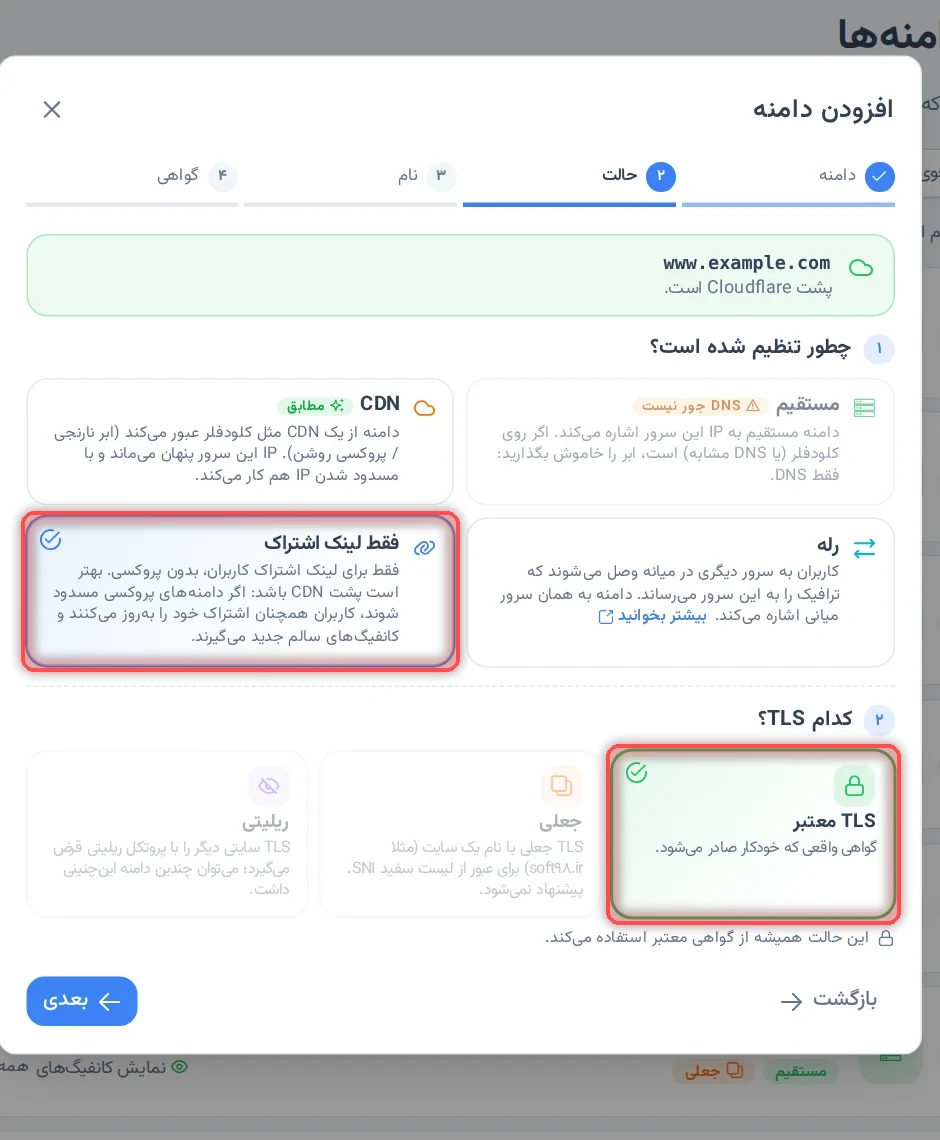 افزودن دامنه
دامنه
۲ حالت
۳ نام
۴ گواهی
www.example.com
پشت Cloudflare است.
۱ چطور تنظیم شده است؟
مستقیم DNS جور نیست
دامنه مستقیم به IP این سرور اشاره می‌کند. اگر روی
کلودفلر (یا DNS مشابه) است، ابر را خاموش بگذارید:
فقط DNS.
CDN مطابق
دامنه از یک CDN مثل کلودفلر عبور می‌کند (ابر نارنجی
/ پروکسی روشن). IP این سرور پنهان می‌ماند و با
مسدود شدن IP هم کار می‌کند.
رله
کاربران به سرور دیگری در میانه وصل می‌شوند که
ترافیک را به این سرور می‌رساند. دامنه به همان سرور
میانی اشاره می‌کند. بیشتر بخوانید
فقط لینک اشتراک
فقط برای لینک اشتراک کاربران، بدون پروکسی. بهتر
است پشت CDN باشد: اگر دامنه‌های پروکسی مسدود
شوند، کاربران همچنان اشتراک خود را به‌روز می‌کنند و
کانفیگ‌های سالم جدید می‌گیرند.
۲ کدام TLS؟
TLS معتبر
گواهی واقعی که خودکار صادر می‌شود.
جعلی
TLS جعلی با نام یک سایت (مثلا
soft98.ir) برای عبور از لیست سفید SNI.
پیشنهاد نمی‌شود.
ریلیتی
TLS سایتی دیگر را با پروتکل ریلیتی قرض
می‌گیرد؛ می‌توان چندین دامنه این‌چنینی
داشت.
این حالت همیشه از گواهی معتبر استفاده می‌کند.
بازگشت
بعدی
مستقیم
جعلی
نمایش کانفیگ‌های همه